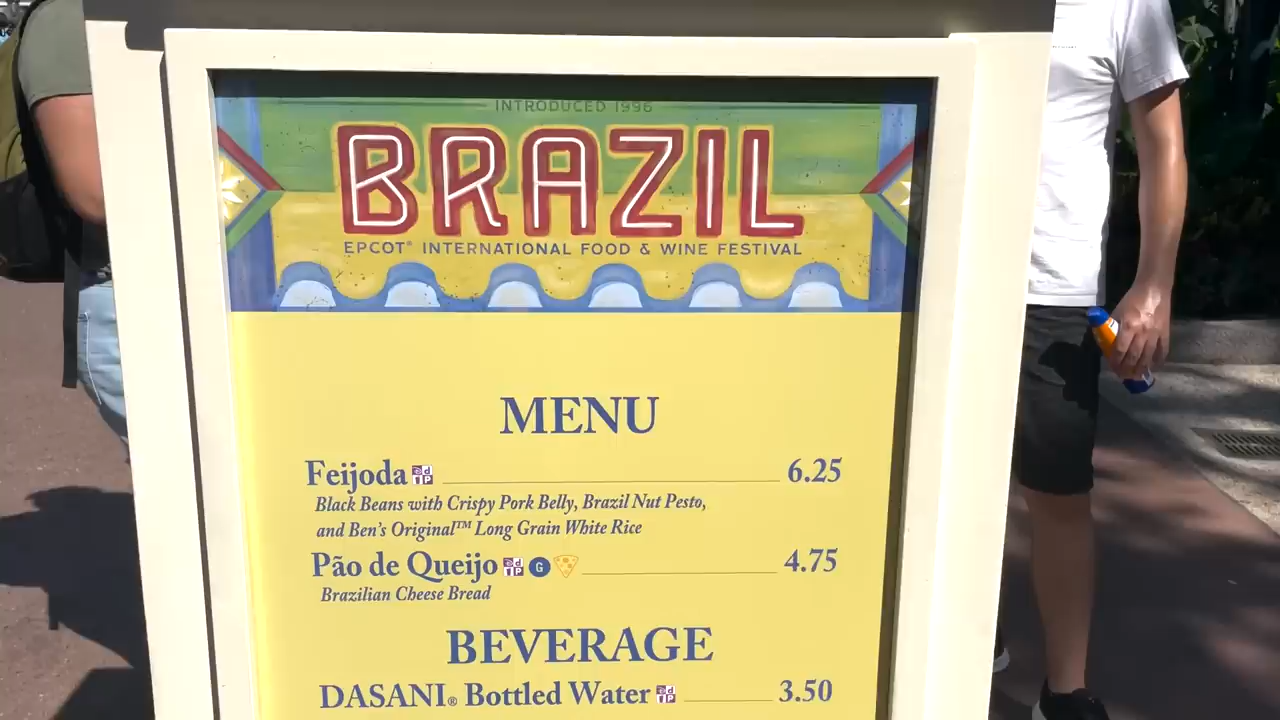 INTRODUCED 1996
BRAZIL
EPCOT® INTERNATIONAL FOOD & WINE FESTIVAL
MENU
Feijoda 6.25
Black Beans with Crispy Pork Belly, Brazil Nut Pesto,
and Ben's Original™ Long Grain White Rice
Pão de Queijo G 4.75
Brazilian Cheese Bread
BEVERAGE
DASANI® Bottled Water 3.50